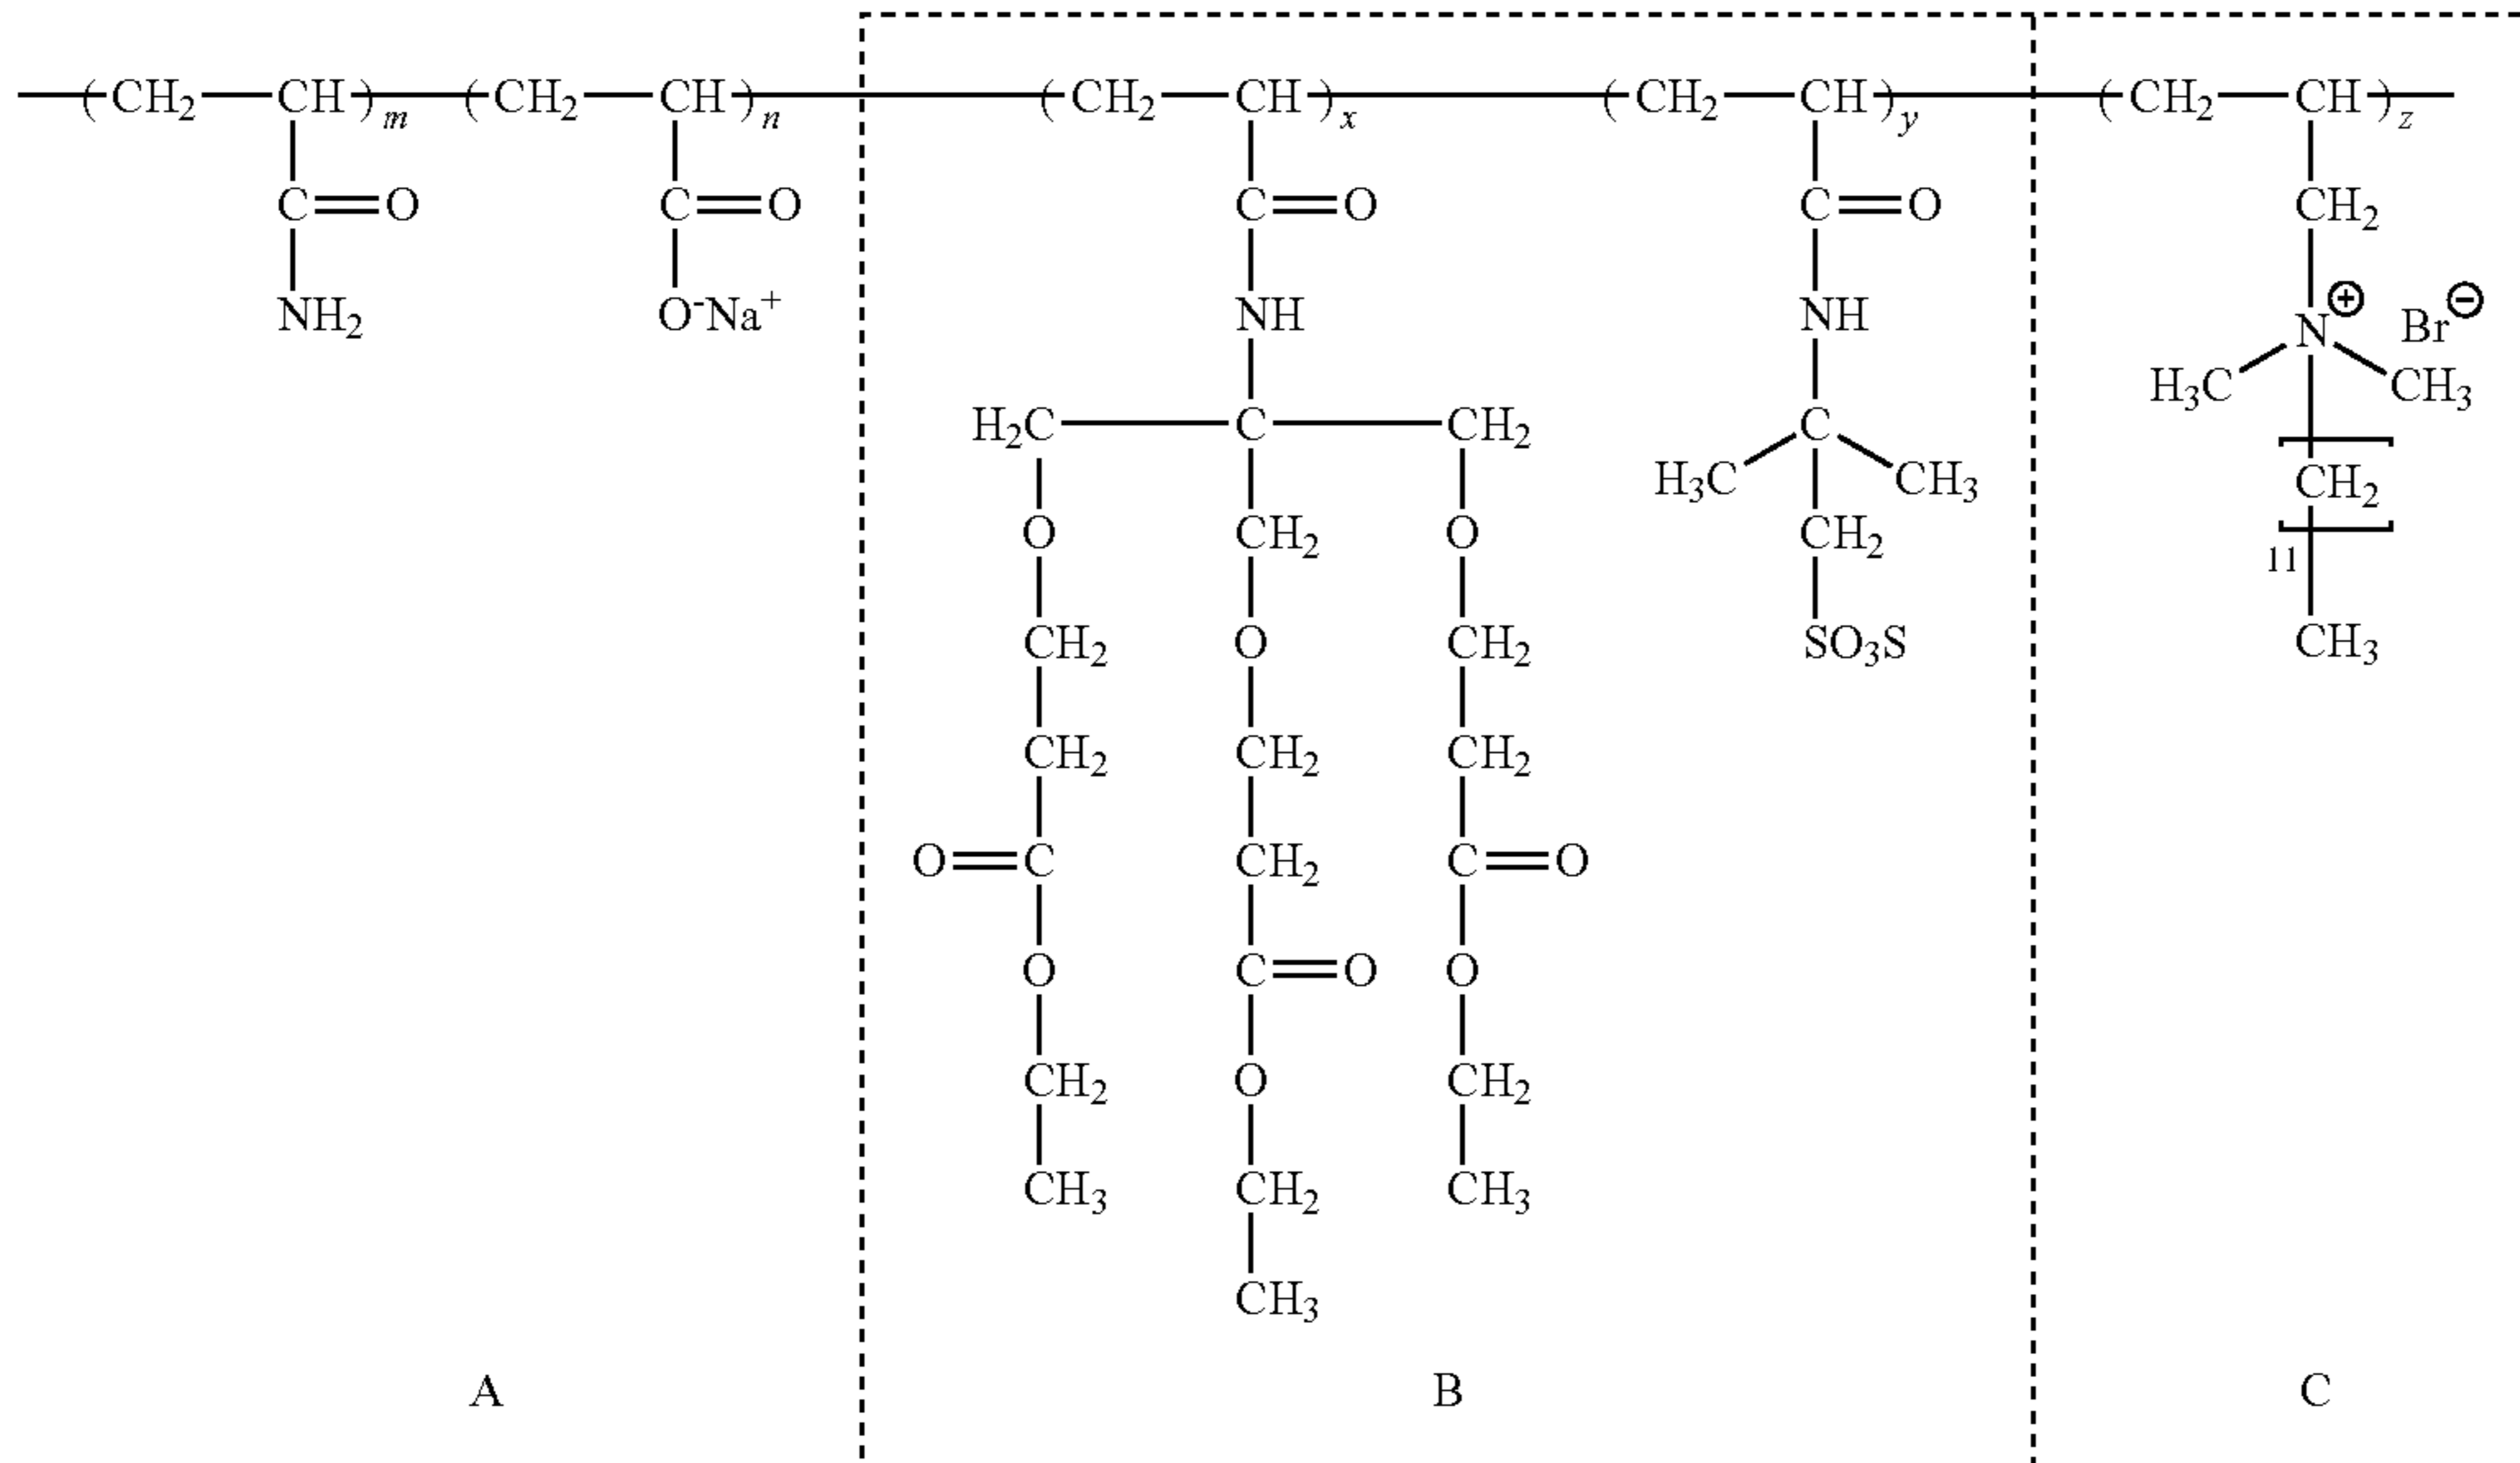 (CH2 CH)m (CH2 CH)n (CH2 CH)x (CH2 CH)y (CH2 CH)z
C O C O C O C O CH2
NH2 O-Na+ NH NH N⊕ Br⊖
H3C CH3
H2C C CH2 C
H3C CH3 [CH2]11
O CH2 O CH2
CH2 O CH2 SO3S CH3
CH2 CH2 CH2
O C CH2 C O
O C O O
CH2 O CH2
CH3 CH2 CH3
CH3
A B C